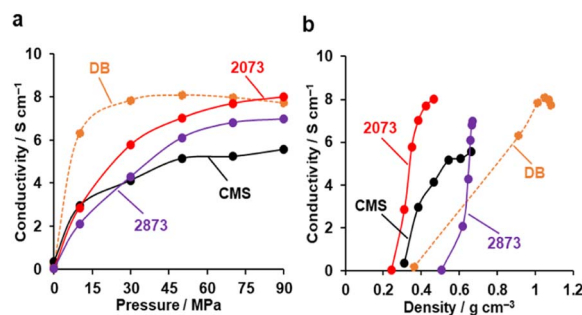 a
Conductivity / S cm⁻¹
10
8
6
4
2
0
0 15 30 45 60 75 90
Pressure / MPa
DB
2073
CMS
2873
b
Conductivity / S cm⁻¹
10
8
6
4
2
0
0 0.2 0.4 0.6 0.8 1 1.2
Density / g cm⁻³
2073
CMS
DB
2873